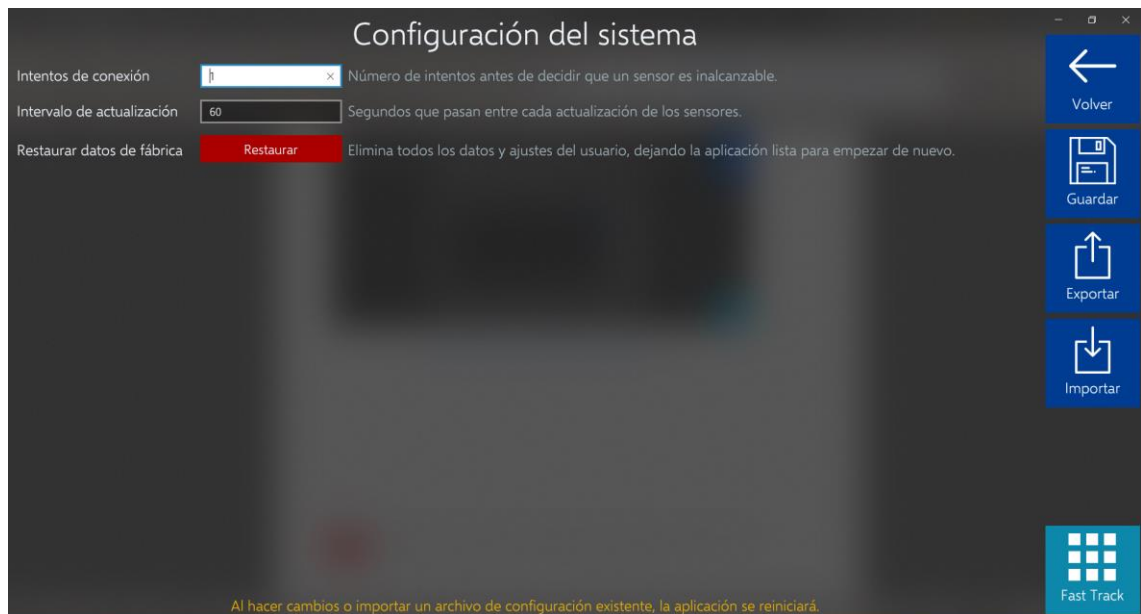 Configuración del sistema
Intentos de conexión 1 Número de intentos antes de decidir que un sensor es inalcanzable.
Intervalo de actualización 60 Segundos que pasan entre cada actualización de los sensores.
Restaurar datos de fábrica Restaurar Elimina todos los datos y ajustes del usuario, dejando la aplicación lista para empezar de nuevo.
Volver
Guardar
Exportar
Importar
Fast Track
Al hacer cambios o importar un archivo de configuración existente, la aplicación se reiniciará.